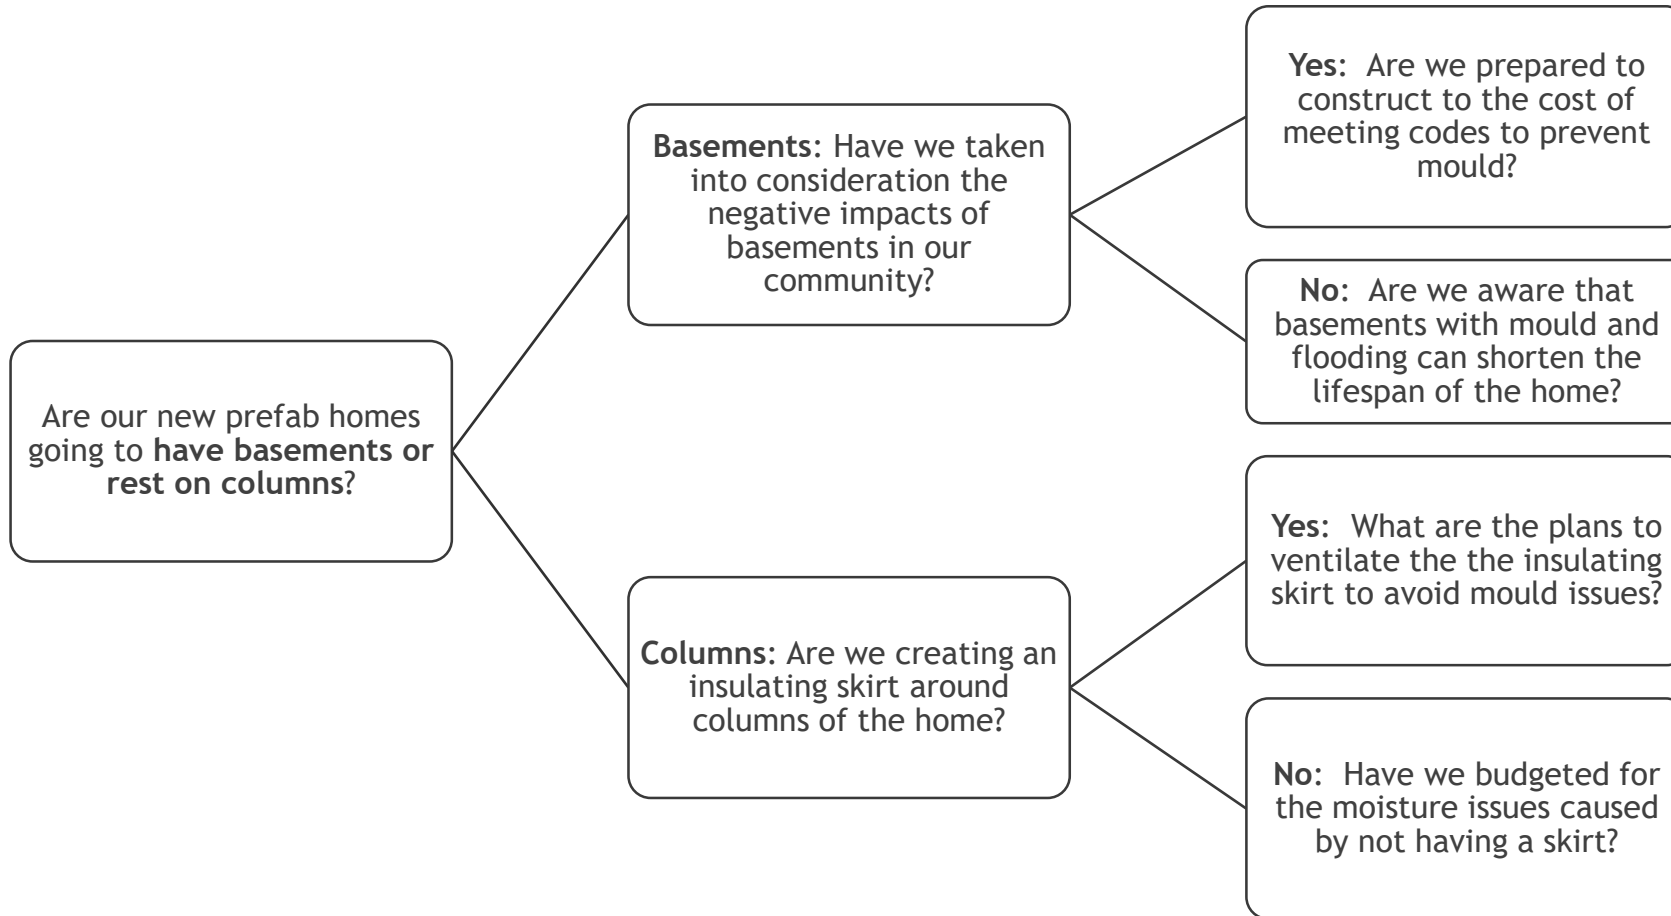 Are our new prefab homes
going to have basements or
rest on columns?
Basements: Have we taken
into consideration the
negative impacts of
basements in our
community?
Columns: Are we creating an
insulating skirt around
columns of the home?
Yes:  Are we prepared to
construct to the cost of
meeting codes to prevent
mould?
No:  Are we aware that
basements with mould and
flooding can shorten the
lifespan of the home?
Yes:  What are the plans to
ventilate the the insulating
skirt to avoid mould issues?
No:  Have we budgeted for
the moisture issues caused
by not having a skirt?